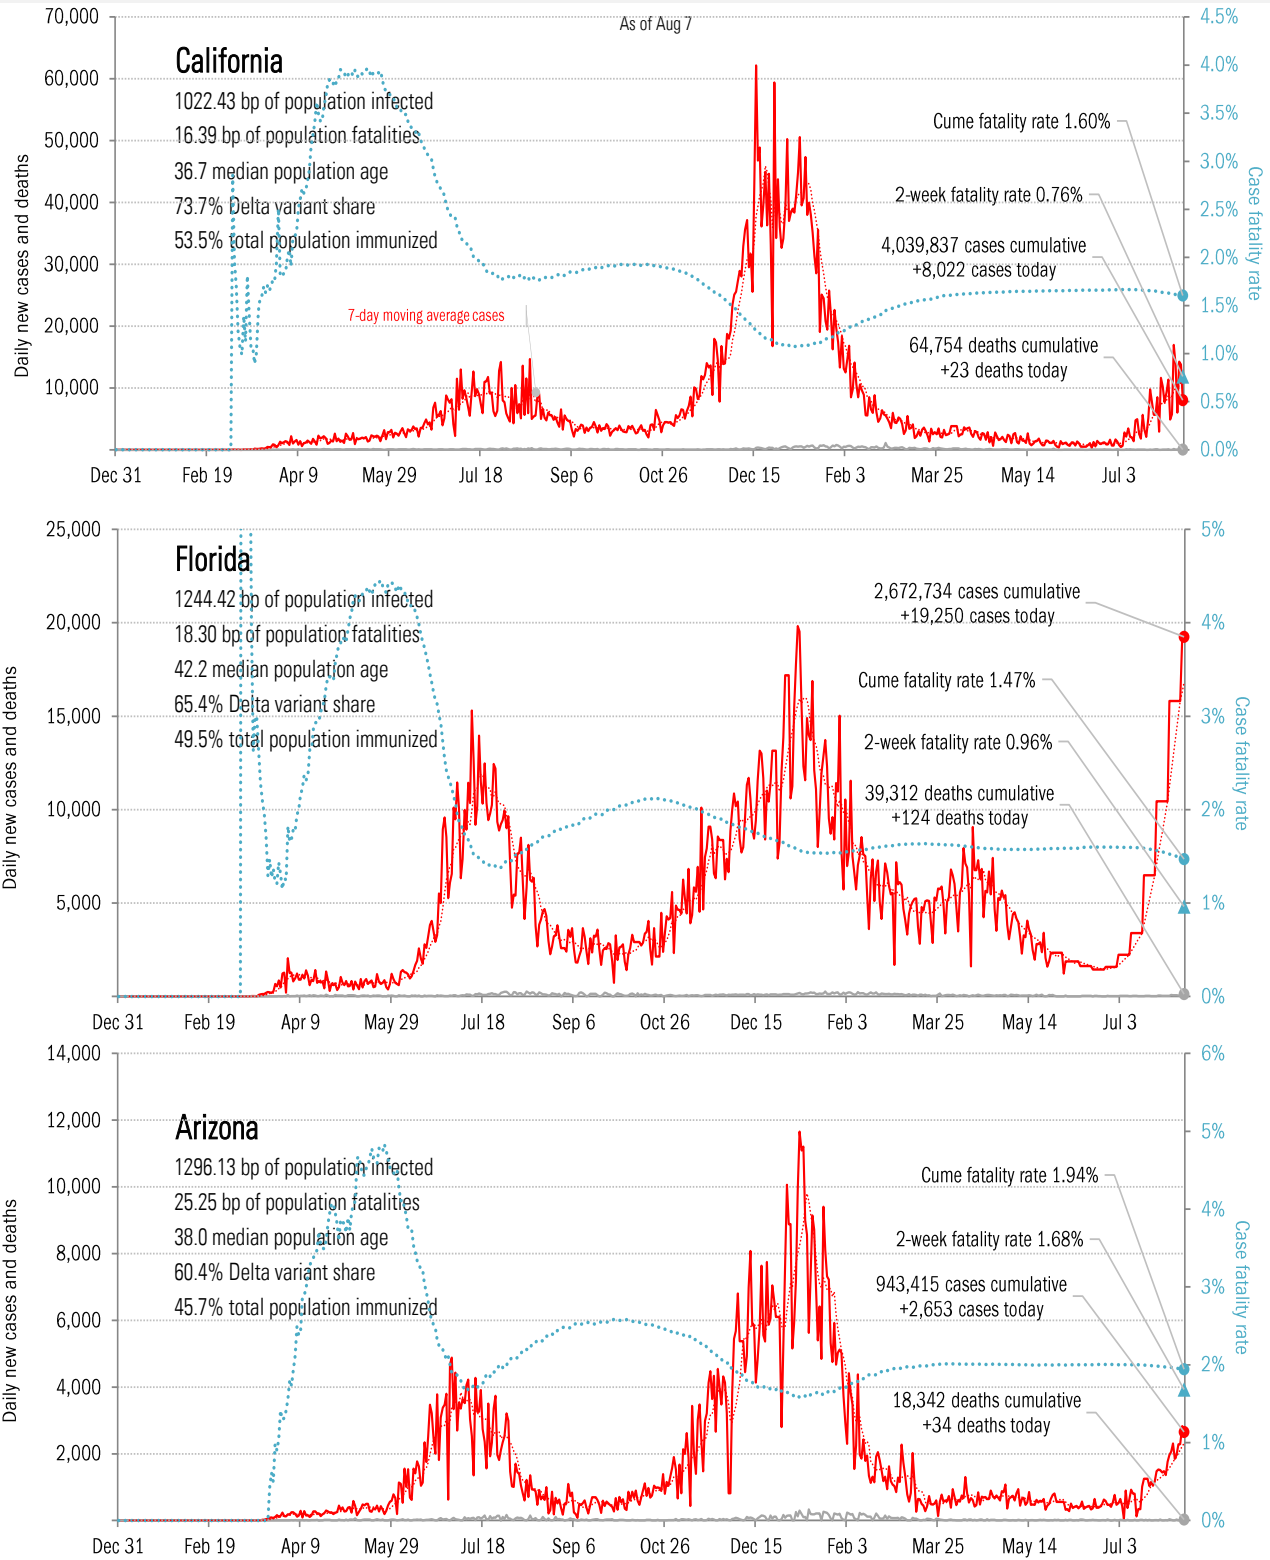 As of Aug 7
California
1022.43 bp of population infected
16.39 bp of population fatalities
36.7 median population age
73.7% Delta variant share
53.5% total population immunized
7-day moving average cases
Cume fatality rate 1.60%
2-week fatality rate 0.76%
4,039,837 cases cumulative
+8,022 cases today
64,754 deaths cumulative
+23 deaths today
Daily new cases and deaths
70,000
60,000
50,000
40,000
30,000
20,000
10,000
4.5%
4.0%
3.5%
3.0%
2.5%
2.0%
1.5%
1.0%
0.5%
0.0%
Case fatality rate
Dec 31 Feb 19 Apr 9 May 29 Jul 18 Sep 6 Oct 26 Dec 15 Feb 3 Mar 25 May 14 Jul 3
Florida
1244.42 bp of population infected
18.30 bp of population fatalities
42.2 median population age
65.4% Delta variant share
49.5% total population immunized
2,672,734 cases cumulative
+19,250 cases today
Cume fatality rate 1.47%
2-week fatality rate 0.96%
39,312 deaths cumulative
+124 deaths today
Daily new cases and deaths
25,000
20,000
15,000
10,000
5,000
5%
4%
3%
2%
1%
0%
Case fatality rate
Dec 31 Feb 19 Apr 9 May 29 Jul 18 Sep 6 Oct 26 Dec 15 Feb 3 Mar 25 May 14 Jul 3
Arizona
1296.13 bp of population infected
25.25 bp of population fatalities
38.0 median population age
60.4% Delta variant share
45.7% total population immunized
Cume fatality rate 1.94%
2-week fatality rate 1.68%
943,415 cases cumulative
+2,653 cases today
18,342 deaths cumulative
+34 deaths today
Daily new cases and deaths
14,000
12,000
10,000
8,000
6,000
4,000
2,000
6%
5%
4%
3%
2%
1%
0%
Case fatality rate
Dec 31 Feb 19 Apr 9 May 29 Jul 18 Sep 6 Oct 26 Dec 15 Feb 3 Mar 25 May 14 Jul 3